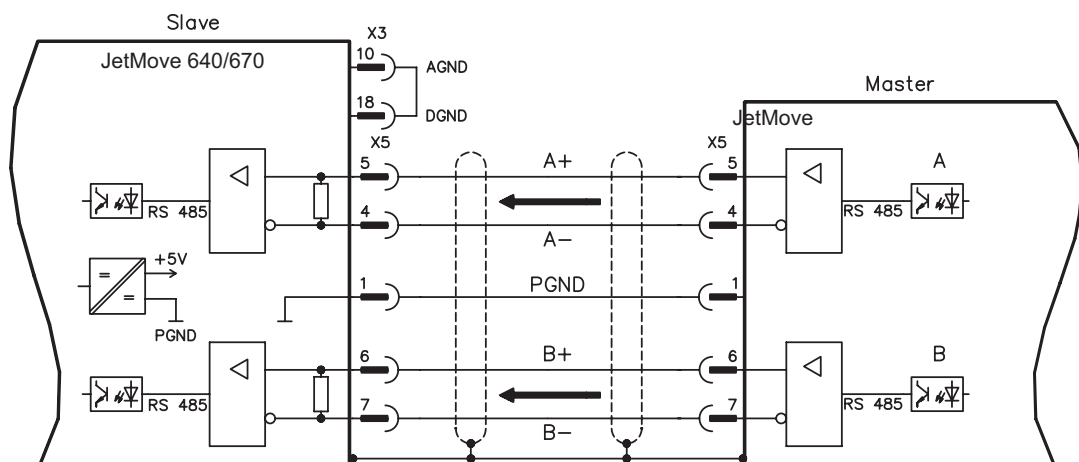 Slave
X3
JetMove 640/670
10
AGND
Master
18
DGND
JetMove
X5
X5
5
A+
5
A
RS 485
RS 485
4
4
A-
+5V
=
=
1
PGND
1
PGND
6
B+
6
B
RS 485
RS 485
7
7
B-